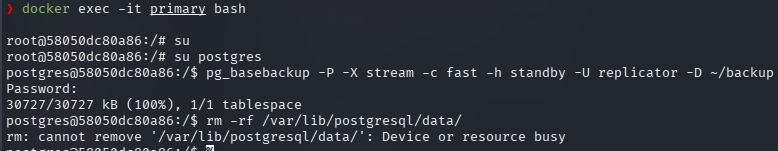 ❯ docker exec -it primary bash
root@58050dc80a86:/# su
root@58050dc80a86:/# su postgres
postgres@58050dc80a86:/$ pg_basebackup -P -X stream -c fast -h standby -U replicator -D ~/backup
Password:
30727/30727 kB (100%), 1/1 tablespace
postgres@58050dc80a86:/$ rm -rf /var/lib/postgresql/data/
rm: cannot remove '/var/lib/postgresql/data/': Device or resource busy
postgres@58050dc80a86:/$